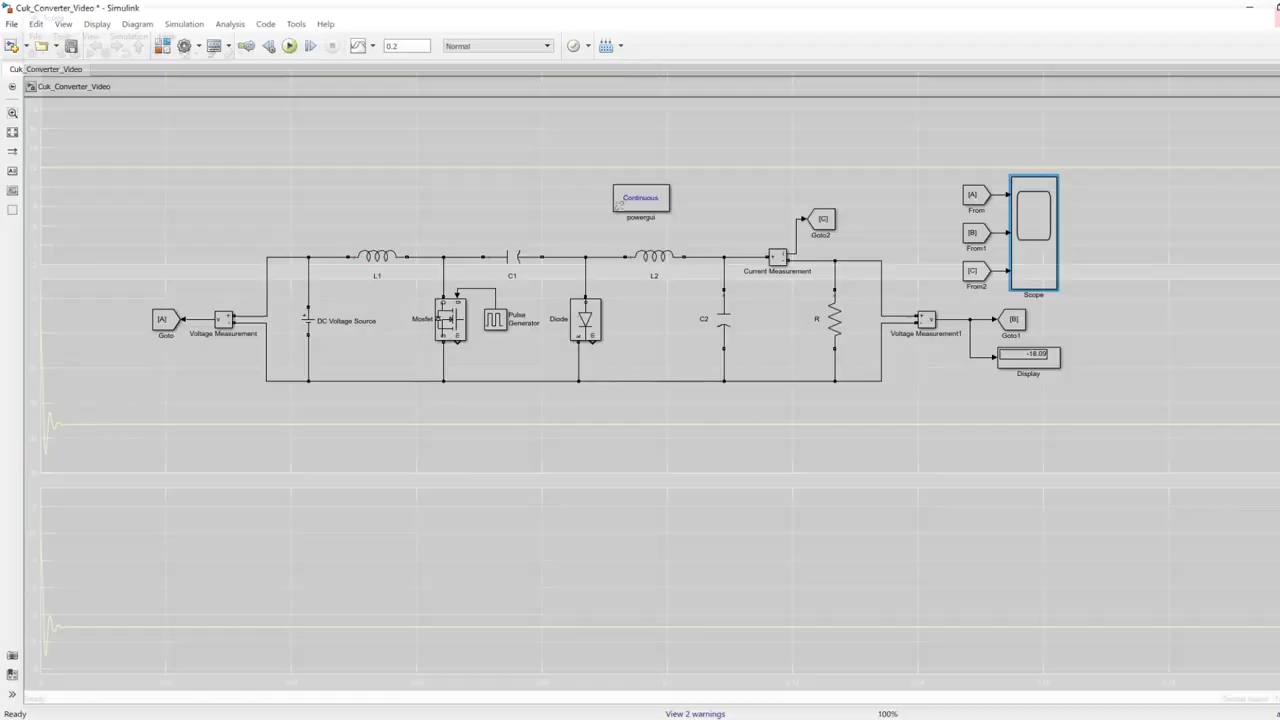 Cuk_Converter_Video * - Simulink
File Edit View Display Diagram Simulation Analysis Code Tools Help
0.2 Normal
Cuk_Converter_Video
Cuk_Converter_Video
Continuous
powergui
[A]
From
[B]
From1
[C]
From2
Scope
[C]
Goto2
L1
C1
L2
Current Measurement
[A]
Goto
Voltage Measurement
DC Voltage Source
Mosfet
Pulse
Generator
Diode
C2
R
Voltage Measurement1
[B]
Goto1
-18.09
Display
Ready
View 2 warnings
100%